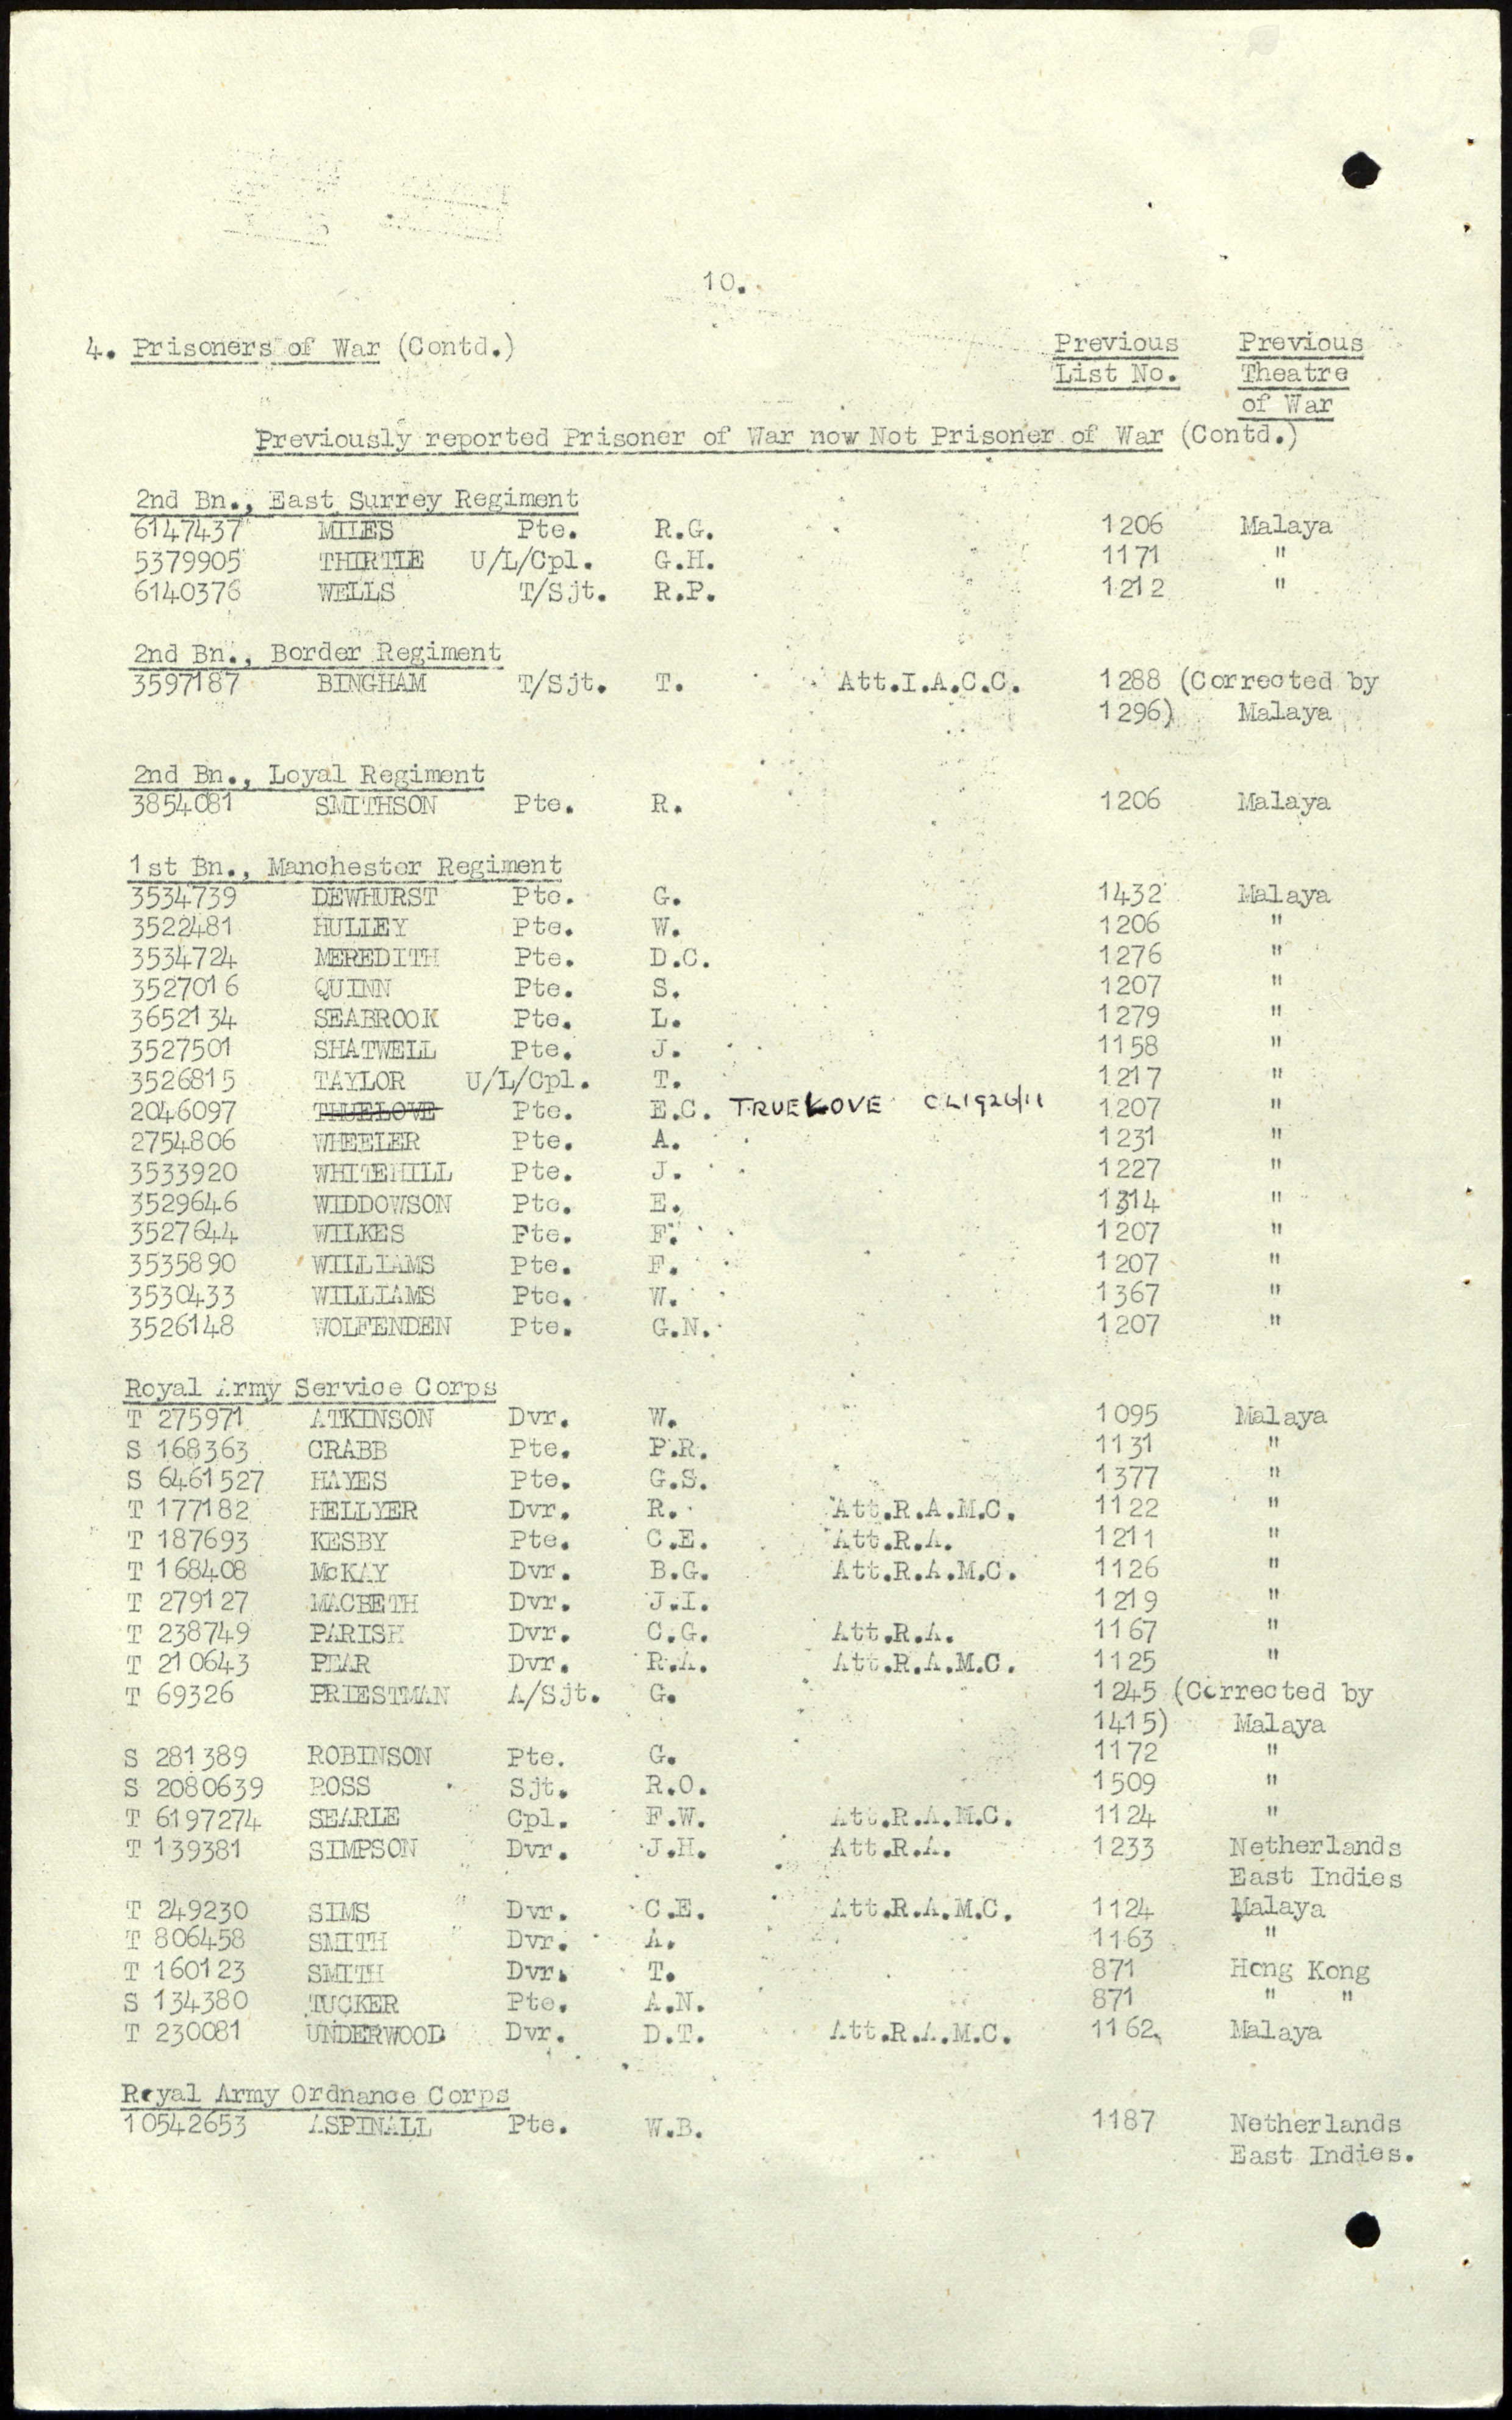 10.
4. Prisoners of War (Contd.) Previous Previous
List No. Theatre
of War
Previously reported Prisoner of War now Not Prisoner of War (Contd.)
2nd Bn., East Surrey Regiment
6147437 MILES Pte. R.G. 1206 Malaya
5379905 THIRTLE U/L/Cpl. G.H. 1171 "
6140376 WELLS T/Sjt. R.P. 1212 "
2nd Bn., Border Regiment
3597187 BINGHAM T/Sjt. T. Att.I.A.C.C. 1288 (Corrected by
1296) Malaya
2nd Bn., Loyal Regiment
3854081 SMITHSON Pte. R. 1206 Malaya
1st Bn., Manchester Regiment
3534739 DEWHURST Pte. G. 1432 Malaya
3522481 HULLEY Pte. W. 1206 "
3534724 MEREDITH Pte. D.C. 1276 "
3527016 QUINN Pte. S. 1207 "
3652134 SEABROOK Pte. L. 1279 "
3527501 SHATWELL Pte. J. 1158 "
3526815 TAYLOR U/L/Cpl. T. 1217 "
2046097 THUELOVE Pte. E.C. TRUELOVE CL1926/11 1207 "
2754806 WHEELER Pte. A. 1231 "
3533920 WHITEHILL Pte. J. 1227 "
3529646 WIDDOWSON Pte. E. 1314 "
3527644 WILKES Pte. F. 1207 "
3535890 WILLIAMS Pte. F. 1207 "
3530433 WILLIAMS Pte. W. 1367 "
3526148 WOLFENDEN Pte. G.N. 1207 "
Royal Army Service Corps
T 275971 ATKINSON Dvr. W. 1095 Malaya
S 168363 CRABB Pte. P.R. 1131 "
S 6461527 HAYES Pte. G.S. 1377 "
T 177182 HELLYER Dvr. R. Att.R.A.M.C. 1122 "
T 187693 KESBY Pte. C.E. Att.R.A. 1211 "
T 168408 McKAY Dvr. B.G. Att.R.A.M.C. 1126 "
T 279127 MACBETH Dvr. J.I. 1219 "
T 238749 PARISH Dvr. C.G. Att.R.A. 1167 "
T 210643 PEAR Dvr. R.A. Att.R.A.M.C. 1125 "
T 69326 PRIESTMAN A/Sjt. G. 1245 (Corrected by
1415) Malaya
S 281389 ROBINSON Pte. G. 1172 "
S 2080639 ROSS Sjt. R.O. 1509 "
T 6197274 SEARLE Cpl. F.W. Att.R.A.M.C. 1124 "
T 139381 SIMPSON Dvr. J.H. Att.R.A. 1233 Netherlands
East Indies
T 249230 SIMS Dvr. C.E. Att.R.A.M.C. 1124 Malaya
T 806458 SMITH Dvr. A. 1163 "
T 160123 SMITH Dvr. T. 871 Hong Kong
S 134380 TUCKER Pte. A.N. 871 " "
T 230081 UNDERWOOD Dvr. D.T. Att.R.A.M.C. 1162 Malaya
Royal Army Ordnance Corps
10542653 ASPINALL Pte. W.B. 1187 Netherlands
East Indies.